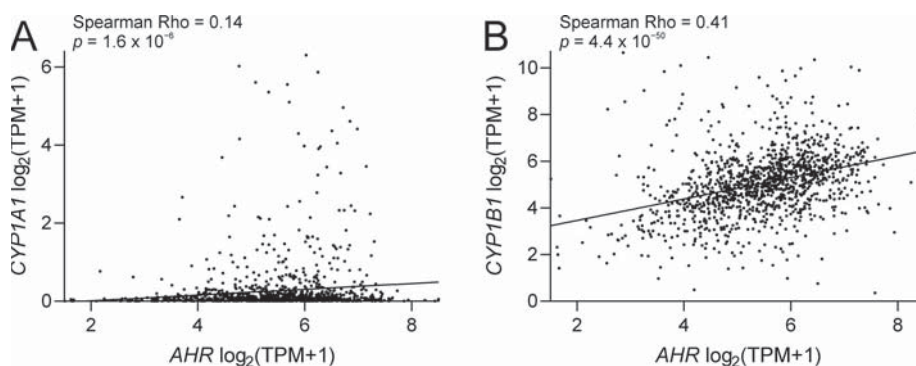 A
Spearman Rho = 0.14
p = 1.6 x 10⁻⁶
CYP1A1 log₂(TPM+1)
6
4
2
0
2 4 6 8
AHR log₂(TPM+1)
B
Spearman Rho = 0.41
p = 4.4 x 10⁻⁵⁰
CYP1B1 log₂(TPM+1)
10
8
6
4
2
0
2 4 6 8
AHR log₂(TPM+1)